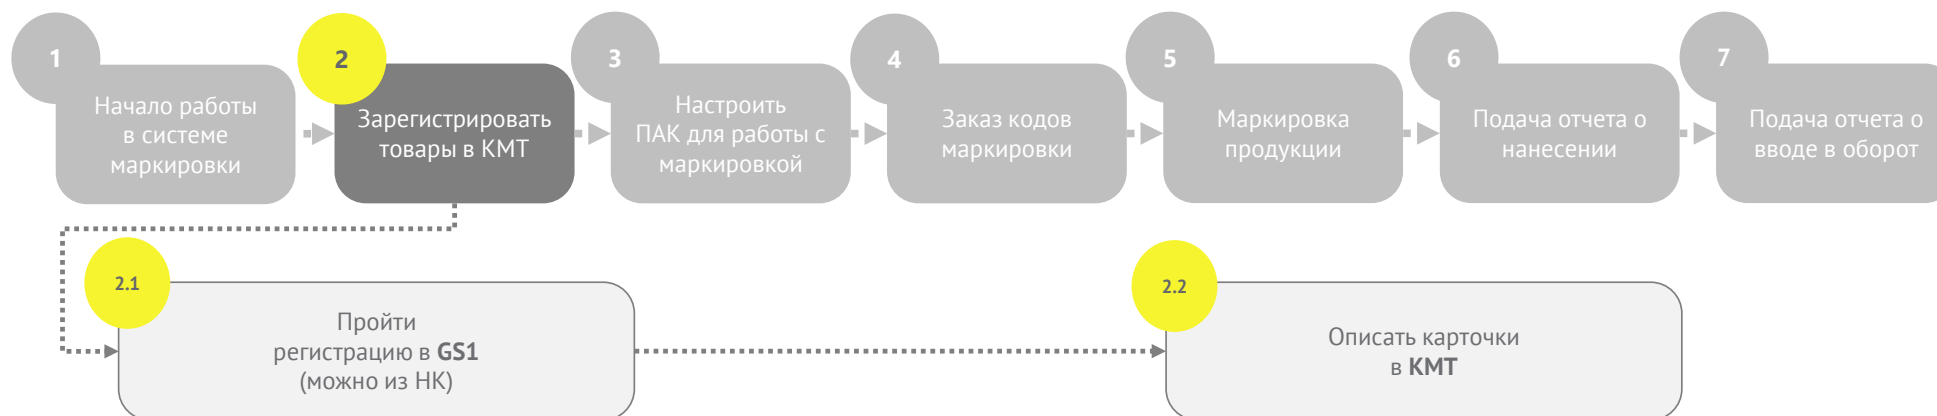 1
Начало работы
в системе
маркировки
2
Зарегистрировать
товары в КМТ
3
Настроить
ПАК для работы с
маркировкой
4
Заказ кодов
маркировки
5
Маркировка
продукции
6
Подача отчета о
нанесении
7
Подача отчета о
вводе в оборот
2.1
Пройти
регистрацию в GS1
(можно из НК)
2.2
Описать карточки
в КМТ